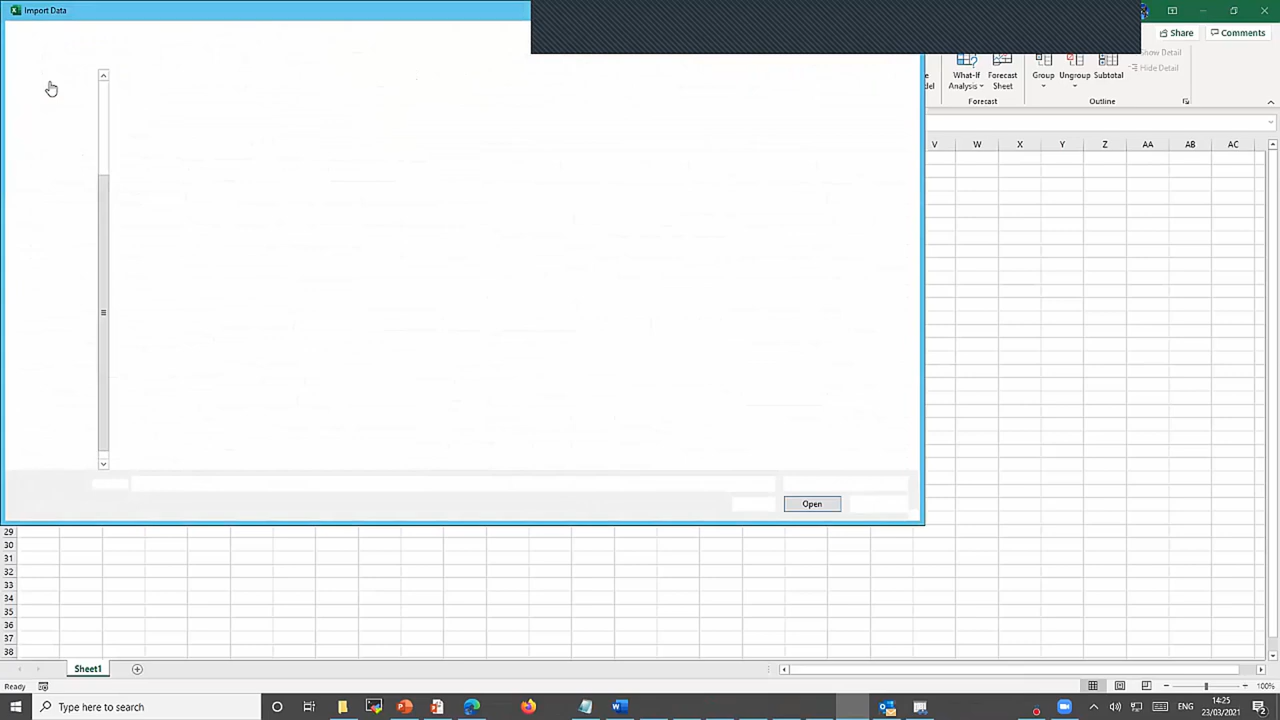 Import Data
Share
Comments
Show Detail
Hide Detail
What-If
Analysis
Forecast
Sheet
Group
Ungroup
Subtotal
Forecast
Outline
V W X Y Z AA AB AC
Open
29
30
31
32
33
34
35
36
37
38
Sheet1
Ready
100%
Type here to search
ENG
14:25
23/03/2021
2